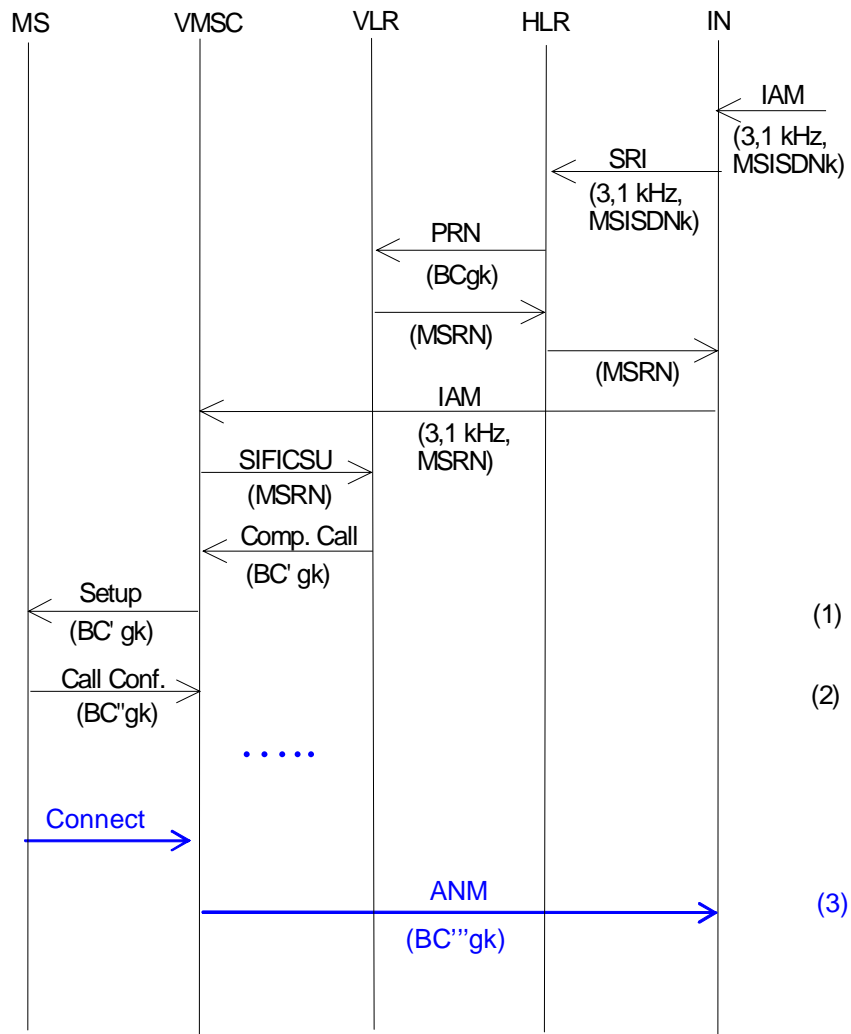 MS VMSC VLR HLR IN
IAM
(3,1 kHz,
MSISDNk)
SRI
(3,1 kHz,
MSISDNk)
PRN
(BCgk)
(MSRN)
(MSRN)
IAM
(3,1 kHz,
MSRN)
SIFICSU
(MSRN)
Comp. Call
(BC' gk)
Setup
(BC' gk)
(1)
Call Conf.
(BC"gk)
(2)
.....
Connect
ANM
(BC’’’gk)
(3)